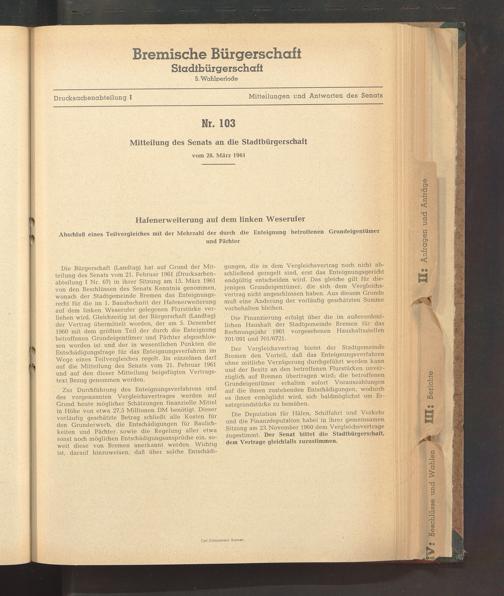 Bremische Bürgerschaft
Stadtbürgerschaft
5. Wahlperiode
Drucksachenabteilung I
Mitteilungen und Antworten des Senats
Nr. 103
Mitteilung des Senats an die Stadtbürgerschaft
vom 28. März 1961
Hafenerweiterung auf dem linken Weserufer
Abschluß eines Teilvergleiches mit der Mehrzahl der durch die Enteignung betroffenen Grundeigentümer
und Pächter
Die Bürgerschaft (Landtag) hat auf Grund der Mit-
teilung des Senats vom 21. Februar 1961 (Drucksachen-
abteilung I Nr. 67) in ihrer Sitzung am 15. März 1961
von den Beschlüssen des Senats Kenntnis genommen,
wonach der Stadtgemeinde Bremen das Enteignungs-
recht für die im 1. Bauabschnitt der Hafenerweiterung
auf dem linken Weserufer gelegenen Flurstücke ver-
liehen wird. Gleichzeitig ist der Bürgerschaft (Landtag)
der Vertrag übermittelt worden, der am 5. Dezember
1960 mit dem größten Teil der durch die Enteignung
betroffenen Grundeigentümer und Pächter abgeschlos-
sen worden ist und der in wesentlichen Punkten die
Entschädigungsfrage für das Enteignungsverfahren im
Wege eines Teilvergleiches regelt. Im einzelnen darf
auf die Mitteilung des Senats vom 21. Februar 1961
und auf den dieser Mitteilung beigefügten Vertrags-
text Bezug genommen werden.
Zur Durchführung des Enteignungsverfahrens und
des vorgenannten Vergleichsvertrages werden auf
Grund heute möglicher Schätzungen finanzielle Mittel
in Höhe von etwa 27,5 Millionen DM benötigt. Dieser
vorläufig geschätzte Betrag schließt alle Kosten für
den Grunderwerb, die Entschädigungen für Baulich-
keiten und Pächter sowie die Regelung aller etwa
sonst noch möglichen Entschädigungsansprüche ein, so-
weit diese von Bremen anerkannt werden. Wichtig
ist, darauf hinzuweisen, daß über solche Entschädi-
gungen, die in dem Vergleichsvertrag noch nicht ab-
schließend geregelt sind, erst das Enteignungsgericht
endgültig entscheiden wird. Das gleiche gilt für die-
jenigen Grundeigentümer, die sich dem Vergleichs-
vertrag nicht angeschlossen haben. Aus diesem Grunde
muß eine Änderung der vorläufig geschätzten Summe
vorbehalten bleiben.
Die Finanzierung erfolgt über die im außerordent-
lichen Haushalt der Stadtgemeinde Bremen für das
Rechnungsjahr 1961 vorgesehenen Haushaltsstellen
701/991 und 701/6721.
Der Vergleichsvertrag bietet der Stadtgemeinde
Bremen den Vorteil, daß das Enteignungsverfahren
ohne zeitliche Verzögerung durchgeführt werden kann
und der Besitz an den betroffenen Flurstücken unver-
züglich auf Bremen übertragen wird; die betroffenen
Grundeigentümer erhalten sofort Vorauszahlungen
auf die ihnen zustehenden Entschädigungen, wodurch
es ihnen ermöglicht wird, sich baldmöglichst um Er-
satzgrundstücke zu bemühen.
Die Deputation für Häfen, Schiffahrt und Verkehr
und die Finanzdeputation haben in ihrer gemeinsamen
Sitzung am 23. November 1960 dem Vergleichsvertrage
zugestimmt. Der Senat bittet die Stadtbürgerschaft,
dem Vertrage gleichfalls zuzustimmen.
II: Anfragen und Anträge
III: Berichte
IV: Beschlüsse und Wahlen